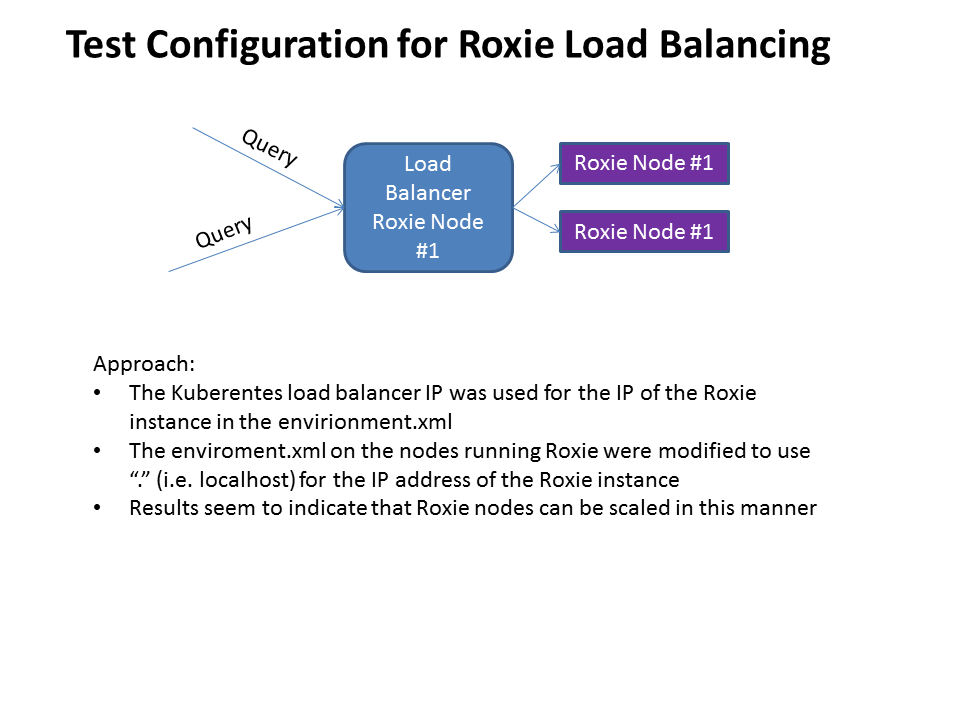 Test Configuration for Roxie Load Balancing
Query
Query
Load
Balancer
Roxie Node
#1
Roxie Node #1
Roxie Node #1
Approach:
• The Kuberentes load balancer IP was used for the IP of the Roxie
instance in the envirionment.xml
• The enviroment.xml on the nodes running Roxie were modified to use
“.” (i.e. localhost) for the IP address of the Roxie instance
• Results seem to indicate that Roxie nodes can be scaled in this manner